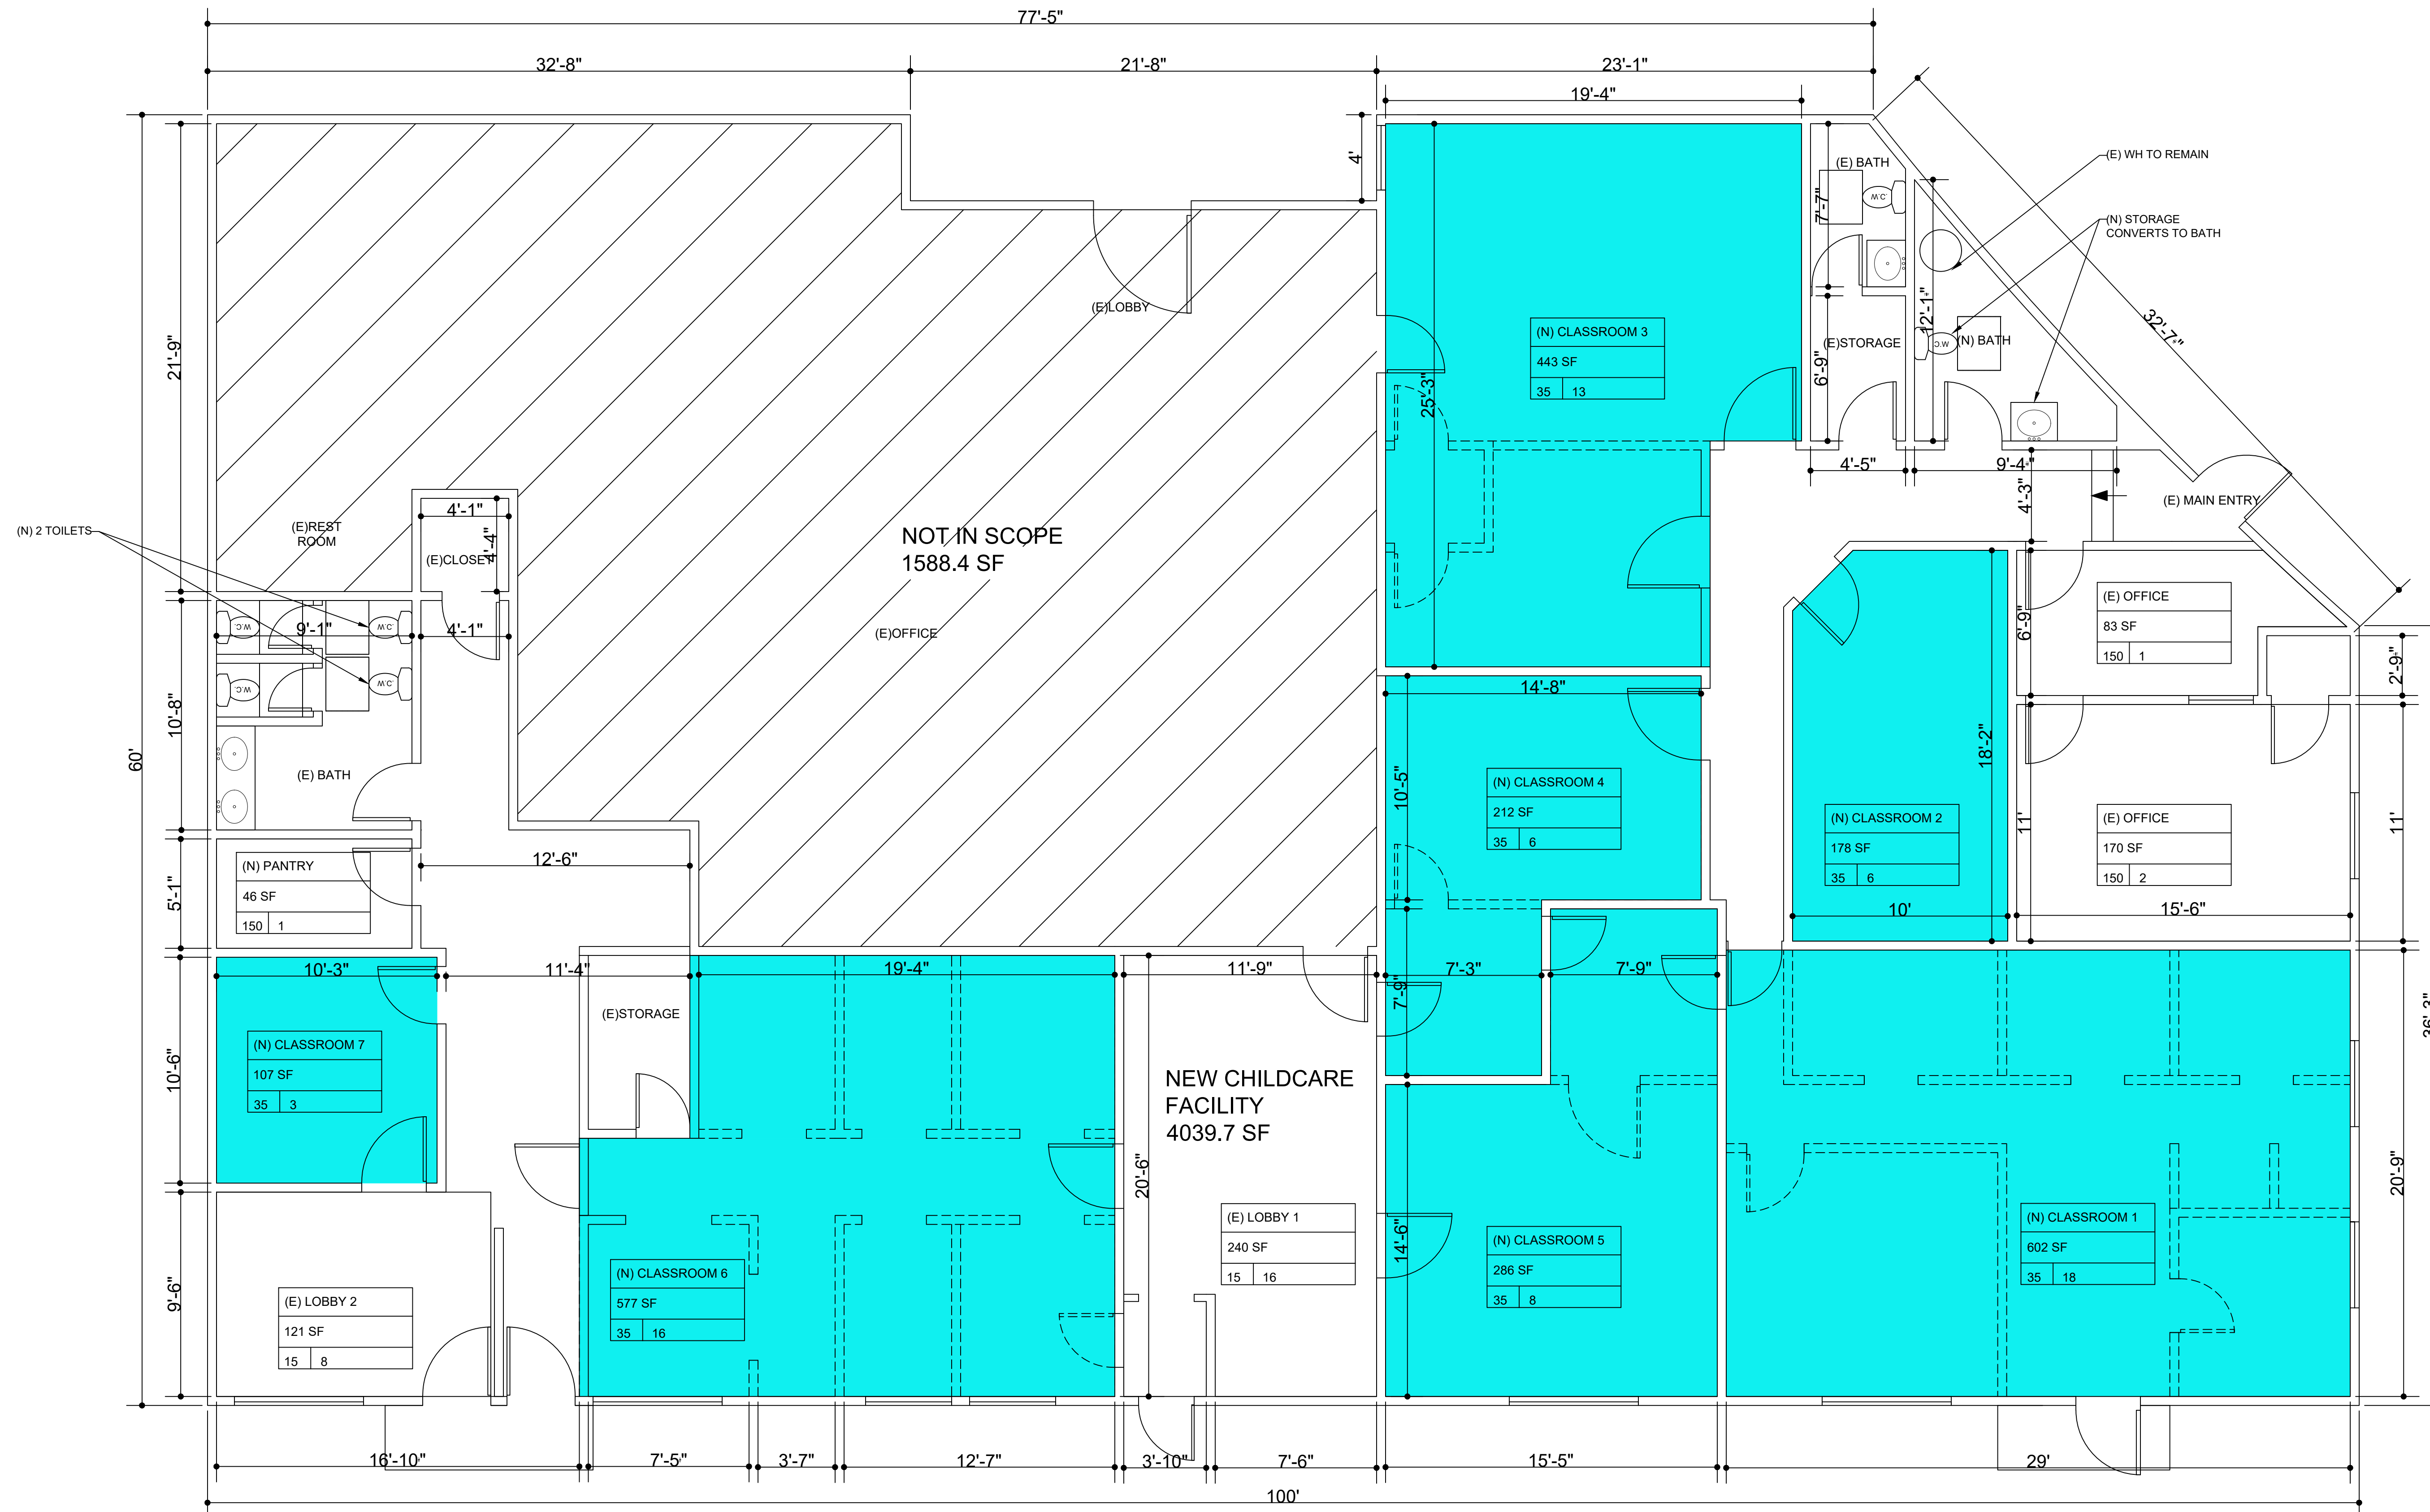 77'-5"
32'-8"
21'-8"
23'-1"
19'-4"
4'
(E) BATH
W.C.
7'-7"
(E) WH TO REMAIN
(N) STORAGE
CONVERTS TO BATH
32'-7"
12'-1"
(E)LOBBY
21'-9"
(N) CLASSROOM 3
443 SF
35 13
25'-3"
(E)STORAGE
6'-9"
W.C.
(N) BATH
4'-5"
9'-4"
4'-3"
(E) MAIN ENTRY
(N) 2 TOILETS
(E)REST
ROOM
4'-1"
4'-4"
(E)CLOSET
NOT IN SCOPE
1588.4 SF
(E)OFFICE
W.C.
9'-1"
W.C.
4'-1"
W.C.
W.C.
10'-8"
60'
(E) BATH
(E) OFFICE
83 SF
150 1
6'-9"
2'-9"
14'-8"
10'-5"
(N) CLASSROOM 4
212 SF
35 6
18'-2"
(N) CLASSROOM 2
178 SF
35 6
10'
11'
(E) OFFICE
170 SF
150 2
15'-6"
11'
(N) PANTRY
46 SF
150 1
5'-1"
12'-6"
10'-3"
11'-4"
19'-4"
11'-9"
7'-3"
7'-9"
7'-9"
(E)STORAGE
(N) CLASSROOM 7
107 SF
35 3
10'-6"
NEW CHILDCARE
FACILITY
4039.7 SF
20'-6"
36'-3"
20'-9"
(E) LOBBY 1
240 SF
15 16
14'-6"
(N) CLASSROOM 5
286 SF
35 8
(N) CLASSROOM 1
602 SF
35 18
(N) CLASSROOM 6
577 SF
35 16
(E) LOBBY 2
121 SF
15 8
9'-6"
16'-10"
7'-5"
3'-7"
12'-7"
3'-10"
7'-6"
15'-5"
29'
100'